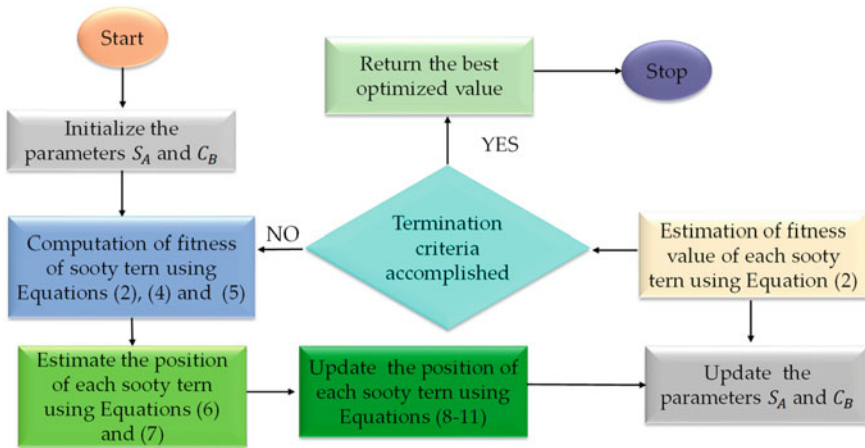 Start
Return the best
optimized value
Stop
Initialize the
parameters S_A and C_B
YES
Computation of fitness
of sooty tern using
Equations (2), (4) and (5)
NO
Termination
criteria
accomplished
Estimation of fitness
value of each sooty
tern using Equation (2)
Estimate the position
of each sooty tern
using Equations (6)
and (7)
Update the position of
each sooty tern using
Equations (8-11)
Update the
parameters S_A and C_B